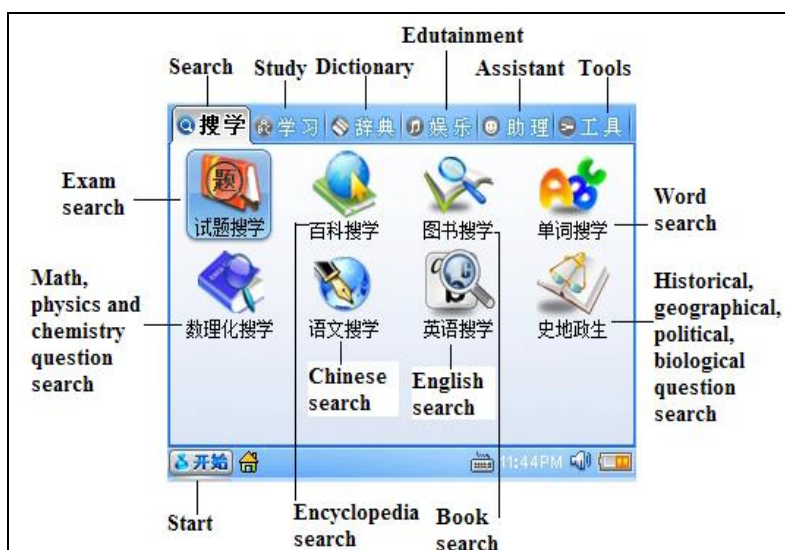 Edutainment
Search Study Dictionary Assistant Tools
搜学 学习 辞典 娱乐 助理 工具
Exam
search
题
试题搜学 百科搜学 图书搜学 单词搜学
Word
search
ABC
Math,
physics and
chemistry
question
search
数理化搜学 语文搜学 英语搜学 史地政生
Historical,
geographical,
political,
biological
question
search
Chinese
search
English
search
开始 11:44PM
Start
Encyclopedia
search
Book
search